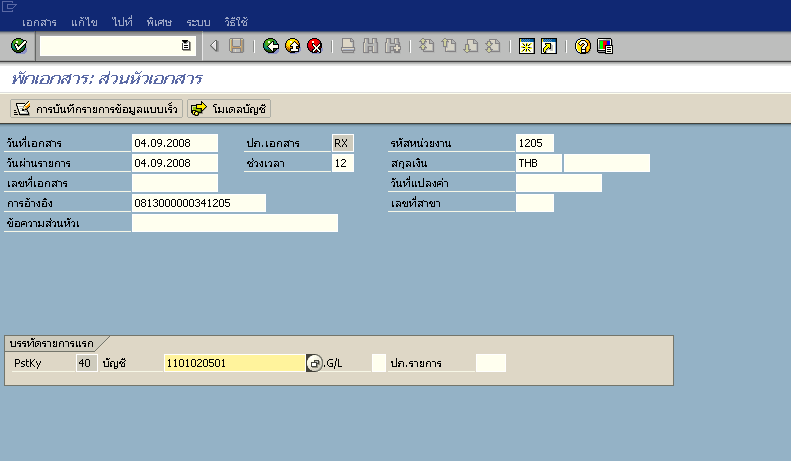 เอกสาร แก้ไข ไปที่ พิเศษ ระบบ วิธีใช้
พักเอกสาร: ส่วนหัวเอกสาร
การบันทึกรายการข้อมูลแบบเร็ว โมเดลบัญชี
วันที่เอกสาร 04.09.2008 ปภ.เอกสาร RX รหัสหน่วยงาน 1205
วันผ่านรายการ 04.09.2008 ช่วงเวลา 12 สกุลเงิน THB
เลขที่เอกสาร วันที่แปลงค่า
การอ้างอิง 0813000000341205 เลขที่สาขา
ข้อความส่วนหัวเ
บรรทัดรายการแรก
PstKy 40 บัญชี 1101020501 .G/L ปภ.รายการ